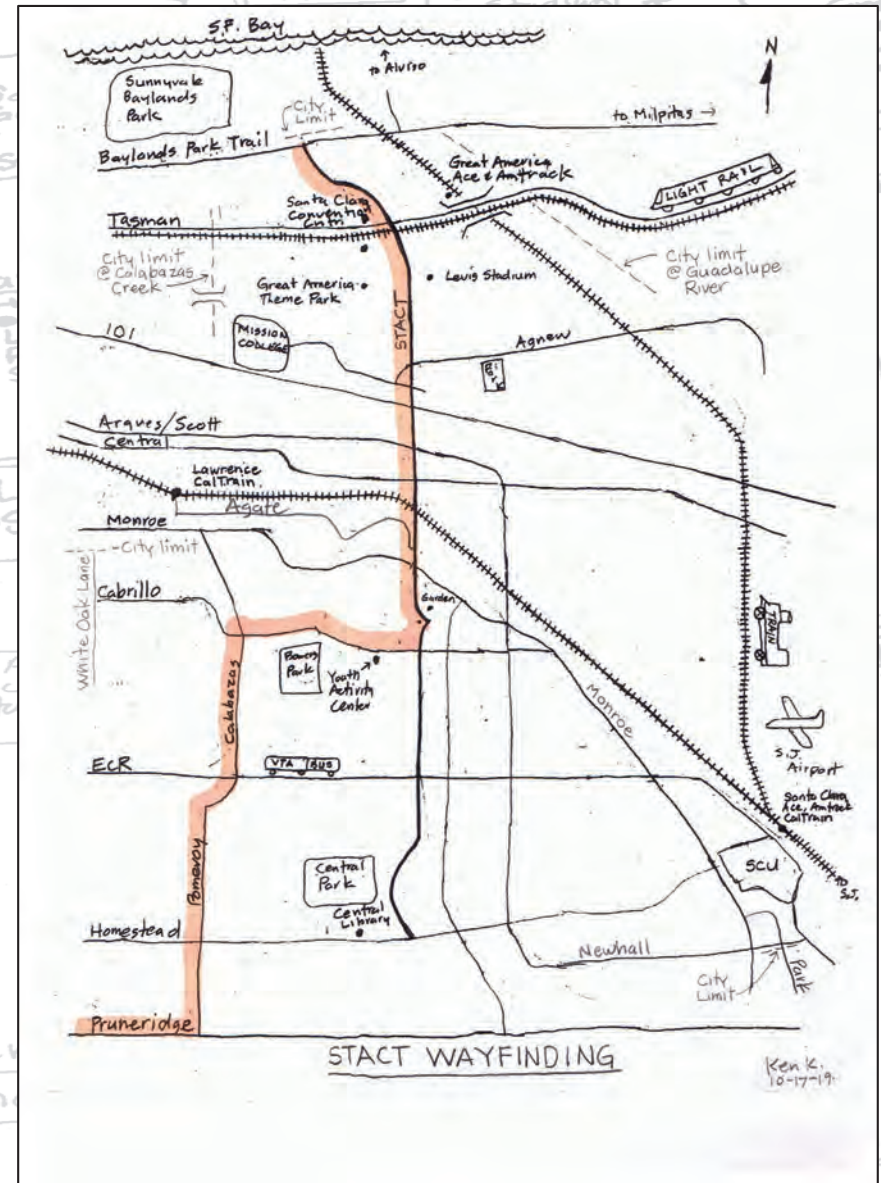 S.F. Bay
to Alviso
N
Sunnyvale
Baylands
Park
City
Limit
to Milpitas →
Baylands Park Trail
Great America
Ace & Amtrack
LIGHT RAIL
Santa Clara
Convention
Cntr
Tasman
City limit
@ Calabazas
Creek
City limit
@ Guadalupe
River
Great America
Theme Park
Levis Stadium
STACT
101
MISSION
COLLEGE
Agnew
Arques/Scott
Central
Lawrence
CalTrain
Agate
Monroe
City limit
White Oak Lane
Cabrillo
Garden
TRAIN
Bowers
Park
Youth
Activity
Center
Calabazas
Monroe
ECR
VTA BUS
S.J.
Airport
Santa Clara
Ace, Amtrack
CalTrain
Pomeroy
Central
Park
SCU
TO
S.J.
Central
Library
Homestead
Newhall
City
Limit
Park
Pruneridge
STACT WAYFINDING
Ken K.
10-17-19